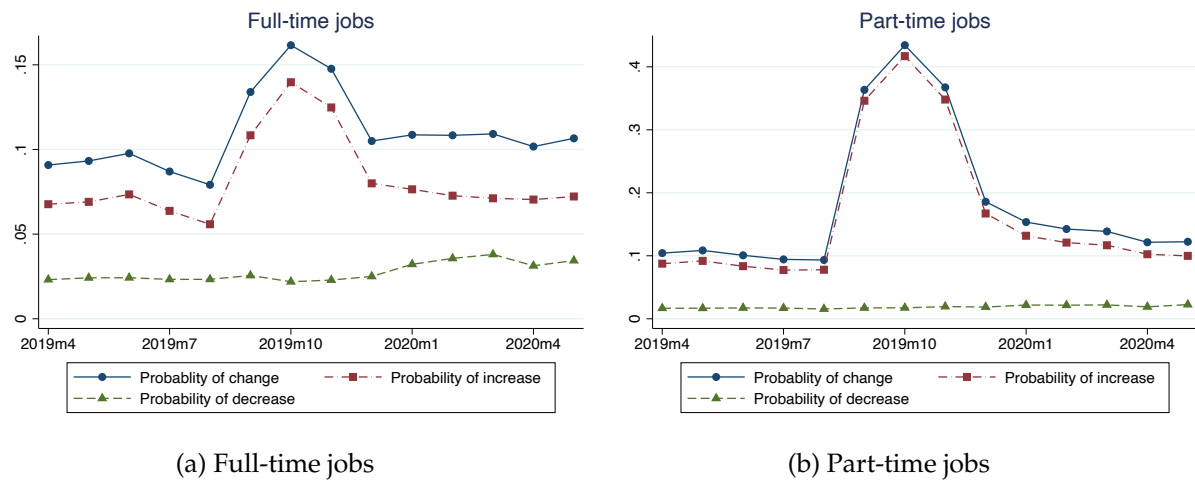 Full-time jobs
.15
.1
.05
0
2019m4 2019m7 2019m10 2020m1 2020m4
Probablity of change Probability of increase
Probability of decrease
(a) Full-time jobs
Part-time jobs
.4
.3
.2
.1
0
2019m4 2019m7 2019m10 2020m1 2020m4
Probablity of change Probability of increase
Probability of decrease
(b) Part-time jobs